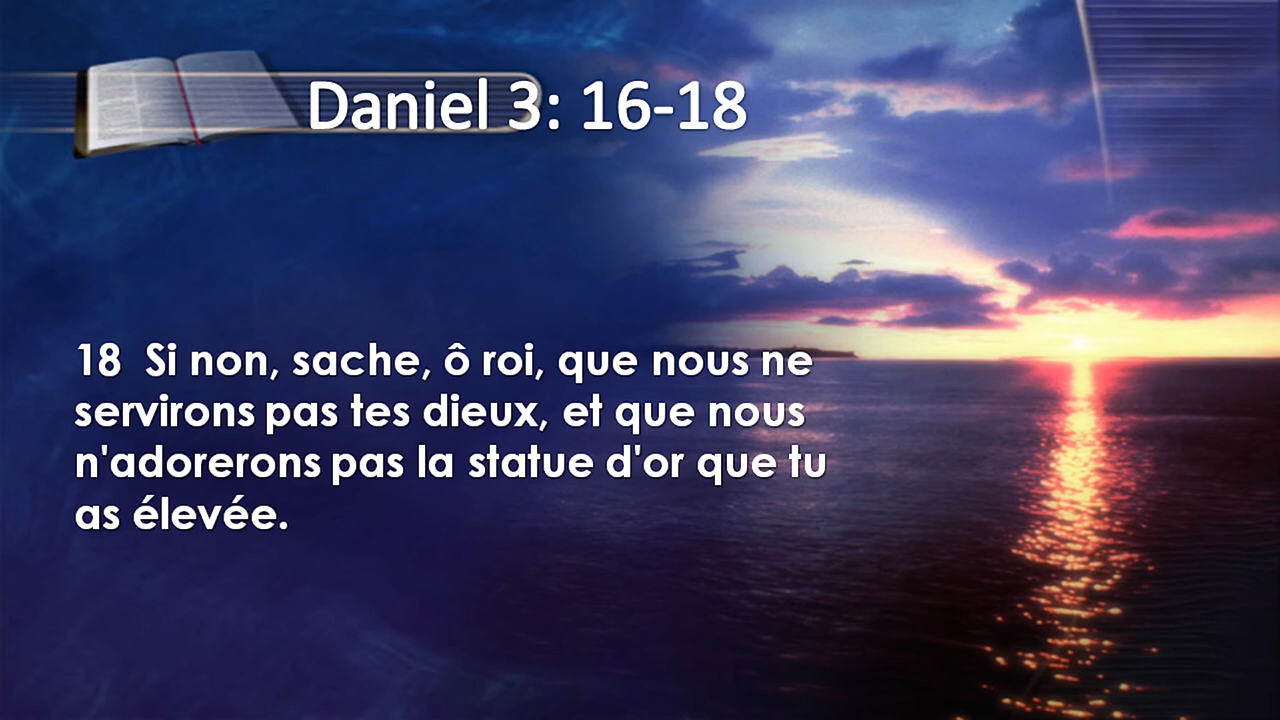 Daniel 3: 16-18
18 Si non, sache, ô roi, que nous ne
servirons pas tes dieux, et que nous
n'adorerons pas la statue d'or que tu
as élevée.